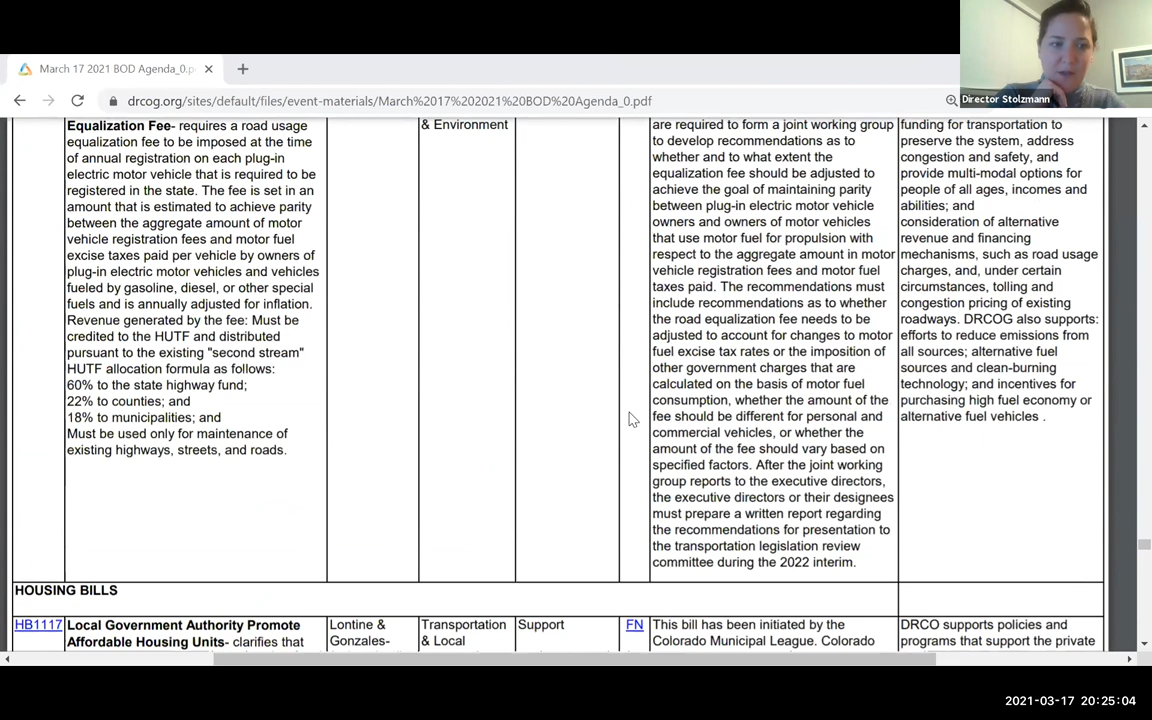 March 17 2021 BOD Agenda_0.p
drcog.org/sites/default/files/event-materials/March%2017%202021%20BOD%20Agenda_0.pdf
Director Stolzmann
Equalization Fee- requires a road usage
equalization fee to be imposed at the time
of annual registration on each plug-in
electric motor vehicle that is required to be
registered in the state. The fee is set in an
amount that is estimated to achieve parity
between the aggregate amount of motor
vehicle registration fees and motor fuel
excise taxes paid per vehicle by owners of
plug-in electric motor vehicles and vehicles
fueled by gasoline, diesel, or other special
fuels and is annually adjusted for inflation.
Revenue generated by the fee: Must be
credited to the HUTF and distributed
pursuant to the existing "second stream"
HUTF allocation formula as follows:
60% to the state highway fund;
22% to counties; and
18% to municipalities; and
Must be used only for maintenance of
existing highways, streets, and roads.
& Environment
are required to form a joint working group
to develop recommendations as to
whether and to what extent the
equalization fee should be adjusted to
achieve the goal of maintaining parity
between plug-in electric motor vehicle
owners and owners of motor vehicles
that use motor fuel for propulsion with
respect to the aggregate amount in motor
vehicle registration fees and motor fuel
taxes paid. The recommendations must
include recommendations as to whether
the road equalization fee needs to be
adjusted to account for changes to motor
fuel excise tax rates or the imposition of
other government charges that are
calculated on the basis of motor fuel
consumption, whether the amount of the
fee should be different for personal and
commercial vehicles, or whether the
amount of the fee should vary based on
specified factors. After the joint working
group reports to the executive directors,
the executive directors or their designees
must prepare a written report regarding
the recommendations for presentation to
the transportation legislation review
committee during the 2022 interim.
funding for transportation to
preserve the system, address
congestion and safety, and
provide multi-modal options for
people of all ages, incomes and
abilities; and
consideration of alternative
revenue and financing
mechanisms, such as road usage
charges, and, under certain
circumstances, tolling and
congestion pricing of existing
roadways. DRCOG also supports:
efforts to reduce emissions from
all sources; alternative fuel
sources and clean-burning
technology; and incentives for
purchasing high fuel economy or
alternative fuel vehicles .
HOUSING BILLS
HB1117
Local Government Authority Promote
Affordable Housing Units- clarifies that
Lontine &
Gonzales-
Transportation
& Local
Support
FN
This bill has been initiated by the
Colorado Municipal League. Colorado
DRCO supports policies and
programs that support the private
2021-03-17 20:25:04